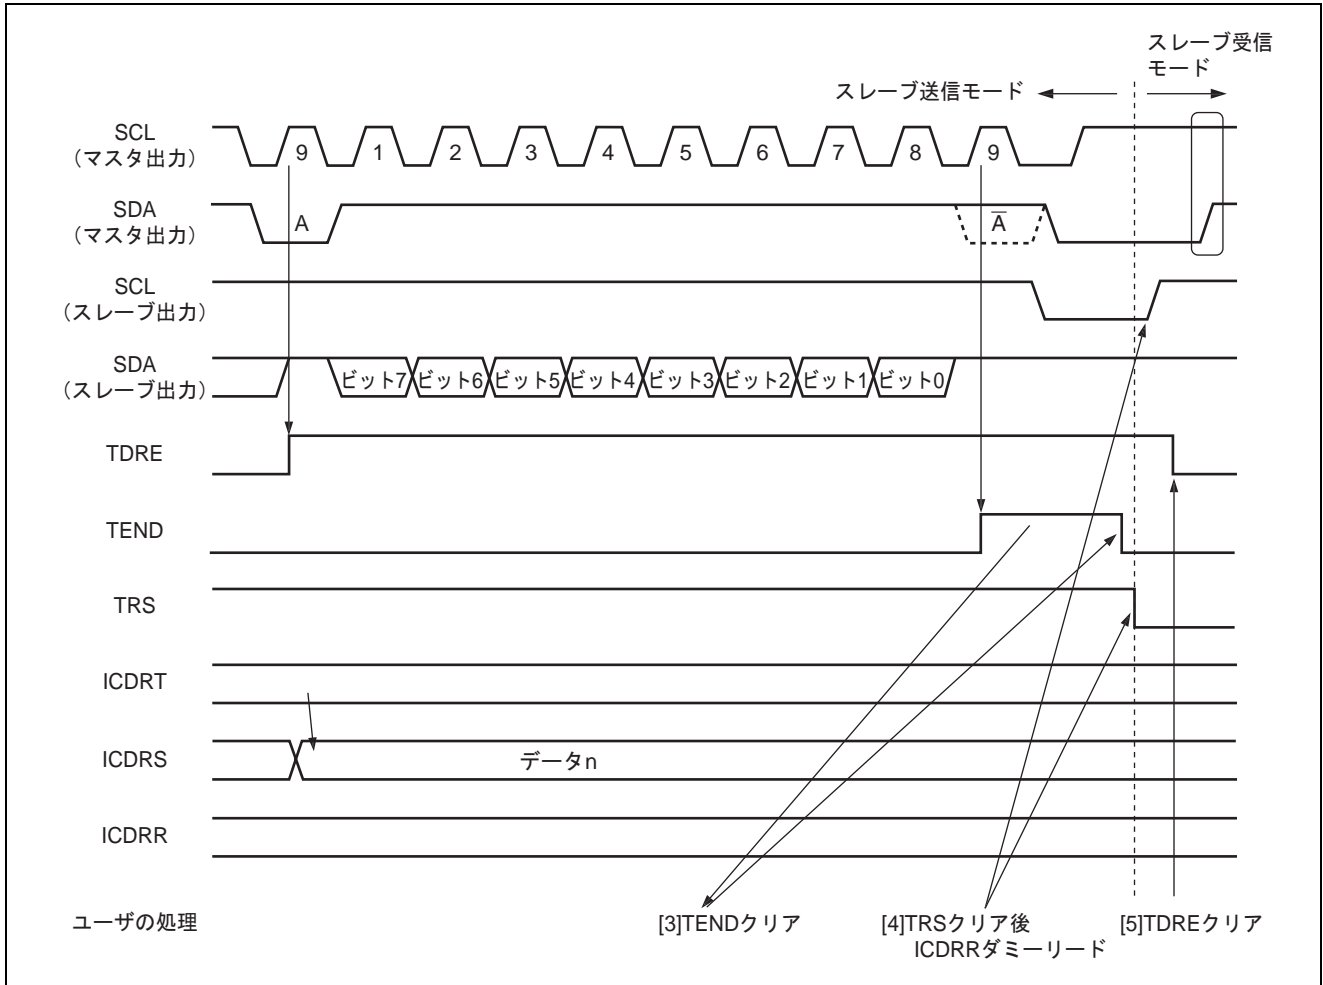 スレーブ受信
モード
スレーブ送信モード
SCL
（マスタ出力）
9 1 2 3 4 5 6 7 8 9
SDA
（マスタ出力）
A A̅
SCL
（スレーブ出力）
SDA
（スレーブ出力）
ビット7 ビット6 ビット5 ビット4 ビット3 ビット2 ビット1 ビット0
TDRE
TEND
TRS
ICDRT
ICDRS
データn
ICDRR
ユーザの処理
[3]TENDクリア
[4]TRSクリア後
ICDRRダミーリード
[5]TDREクリア